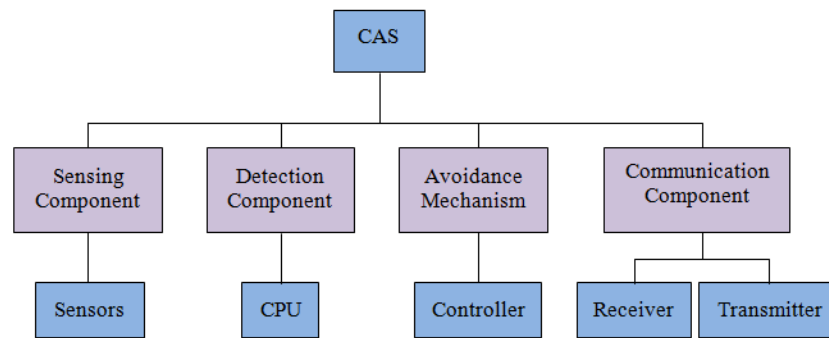 CAS
Sensing
Component
Detection
Component
Avoidance
Mechanism
Communication
Component
Sensors
CPU
Controller
Receiver
Transmitter